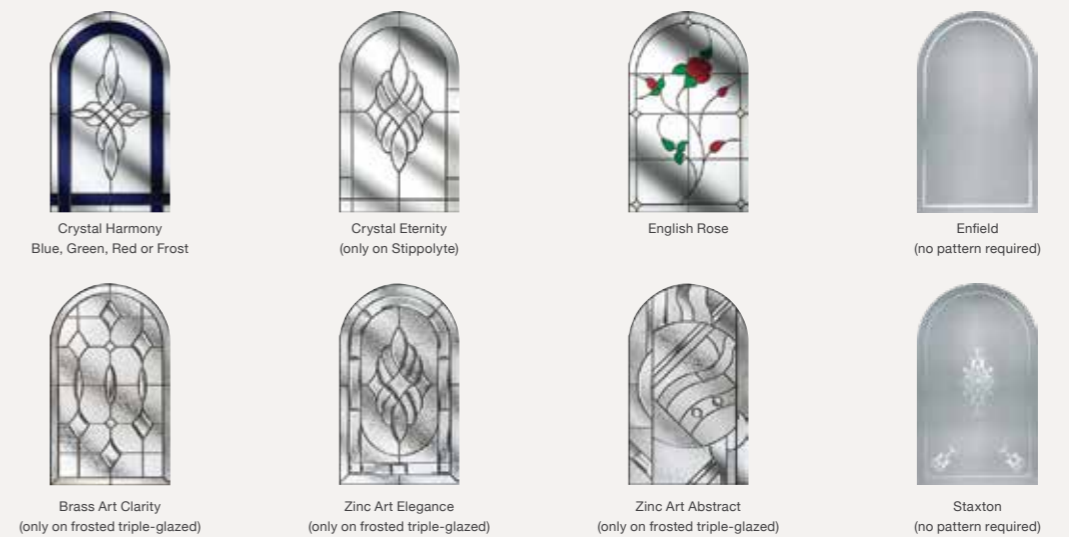 Crystal Harmony
Blue, Green, Red or Frost
Crystal Eternity
(only on Stippolyte)
English Rose
Enfield
(no pattern required)
Brass Art Clarity
(only on frosted triple-glazed)
Zinc Art Elegance
(only on frosted triple-glazed)
Zinc Art Abstract
(only on frosted triple-glazed)
Staxton
(no pattern required)